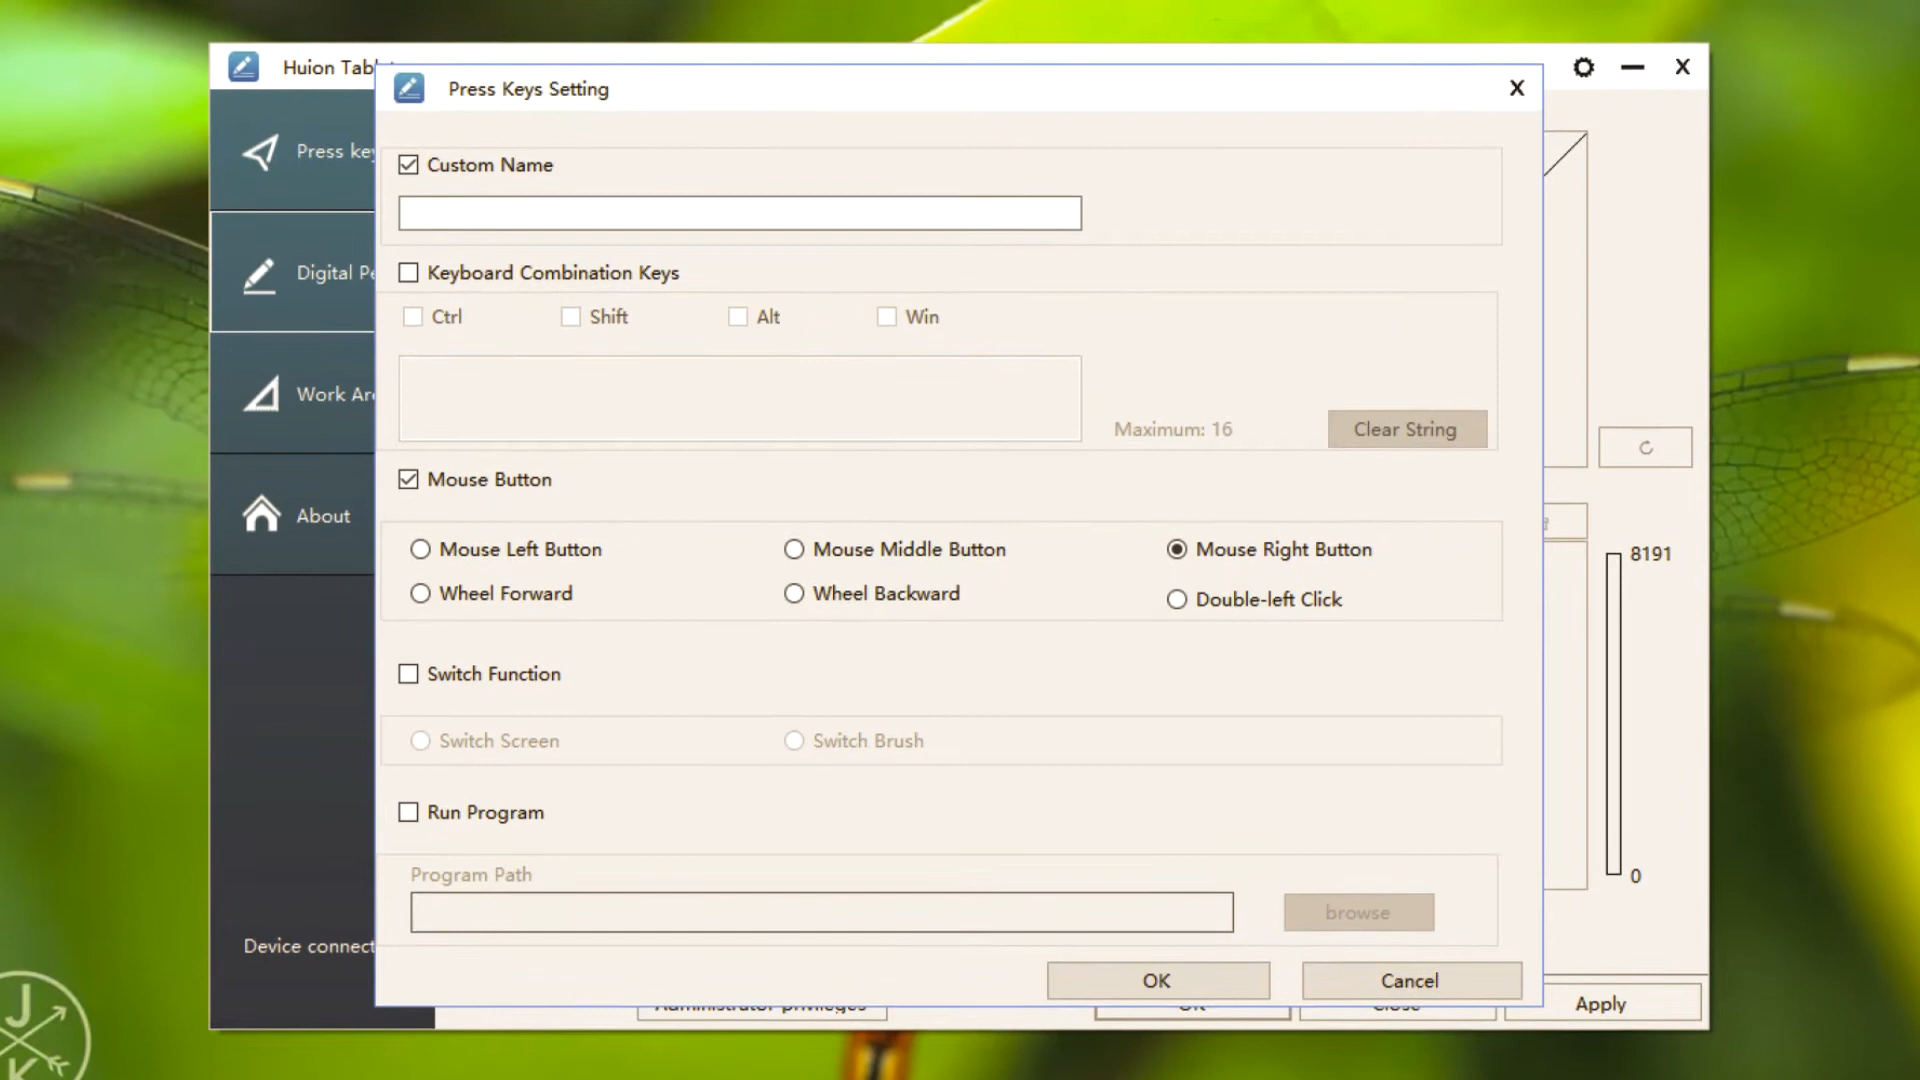 Huion Tablet
Press Keys Setting
X
X
Press key
Custom Name
Digital Pe
Keyboard Combination Keys
Ctrl
Shift
Alt
Win
Work Are
Maximum: 16
Clear String
Mouse Button
About
Mouse Left Button
Mouse Middle Button
Mouse Right Button
8191
Wheel Forward
Wheel Backward
Double-left Click
Switch Function
Switch Screen
Switch Brush
Run Program
Program Path
0
browse
Device connect
OK
Cancel
Administrator privileges
OK
Close
Apply
J
K